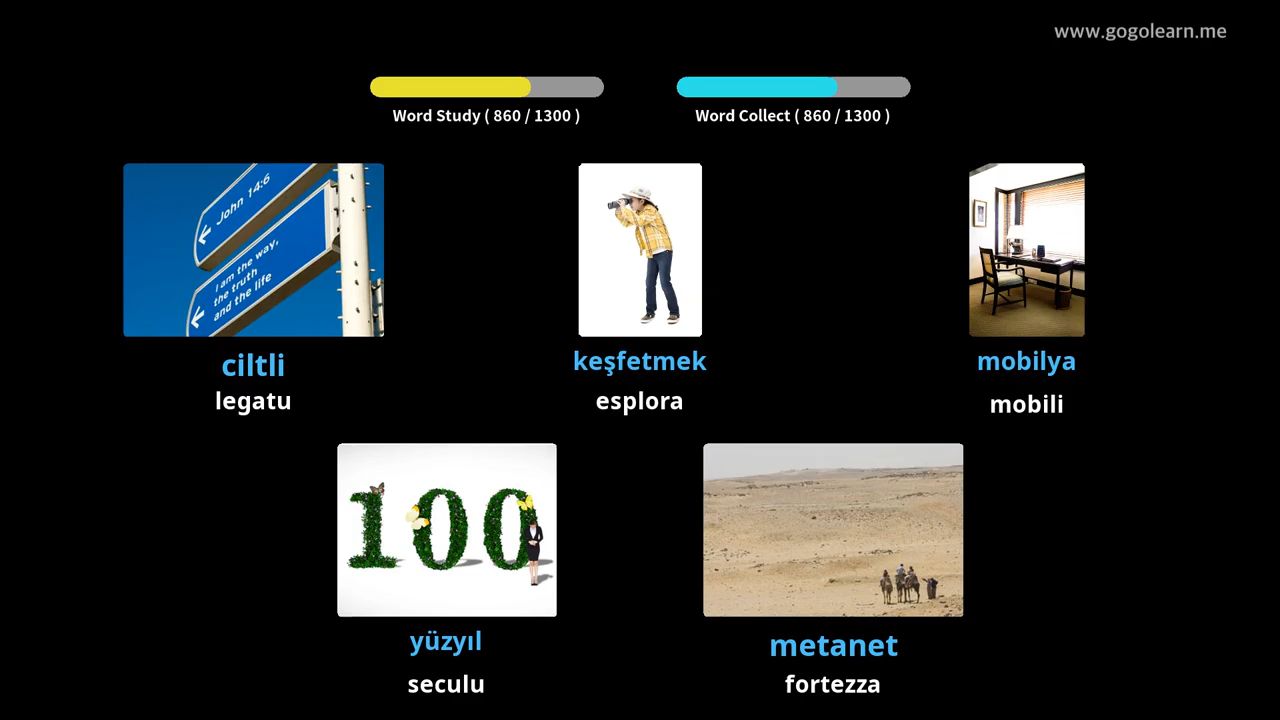 www.gogolearn.me
Word Study ( 860 / 1300 )
Word Collect ( 860 / 1300 )
John 14:6
I am the way,
the truth
and the life
ciltli
legatu
keşfetmek
esplora
mobilya
mobili
100
yüzyıl
seculu
metanet
fortezza